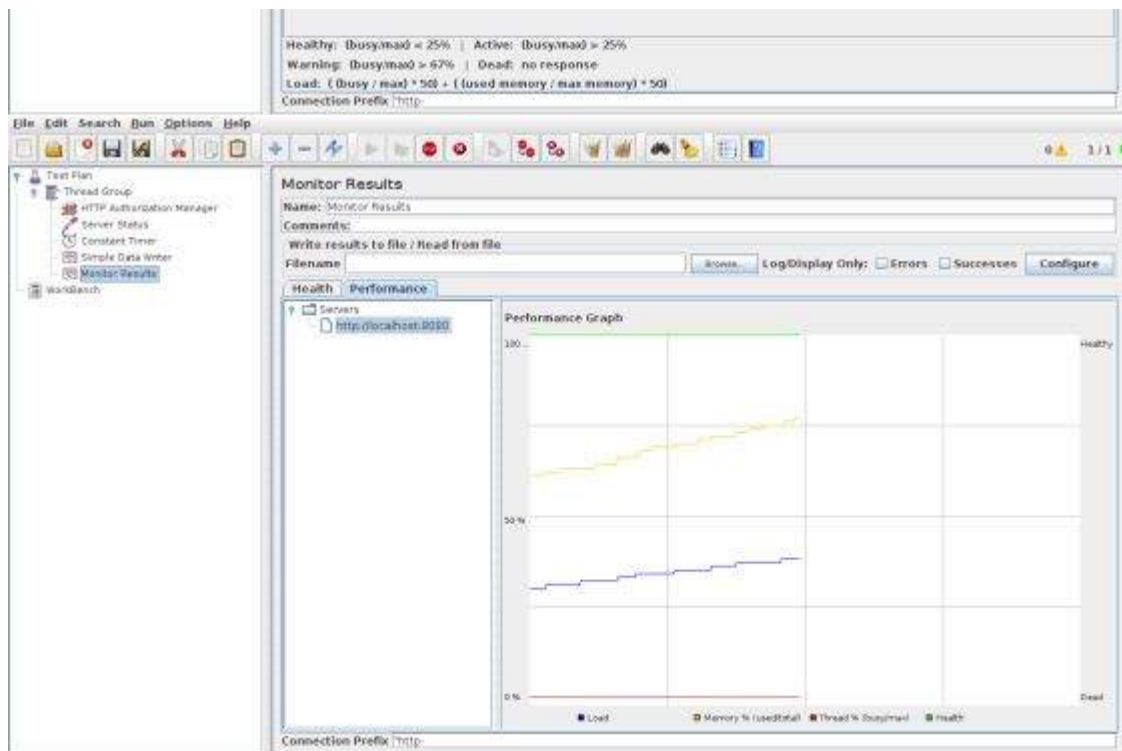 Healthy: (busy/max) < 25% | Active: (busy/max) > 25%
Warning: (busy/max) > 67% | Dead: no response
Load: ( (busy / max) * 50) + ( (used memory / max memory) * 50)
Connection Prefix http-
File Edit Search Run Options Help
0 1/1
Test Plan
Thread Group
HTTP Authorization Manager
Server Status
Constant Timer
Simple Data Writer
Monitor Results
WorkBench
Monitor Results
Name: Monitor Results
Comments:
Write results to file / Read from file
Filename Browse... Log/Display Only: Errors Successes Configure
Health Performance
Servers
http://localhost:8080
Performance Graph
100 ... Healthy
50 %
0 % Dead
Load Memory % (used/total) Thread % (busy/max) Health
Connection Prefix http-